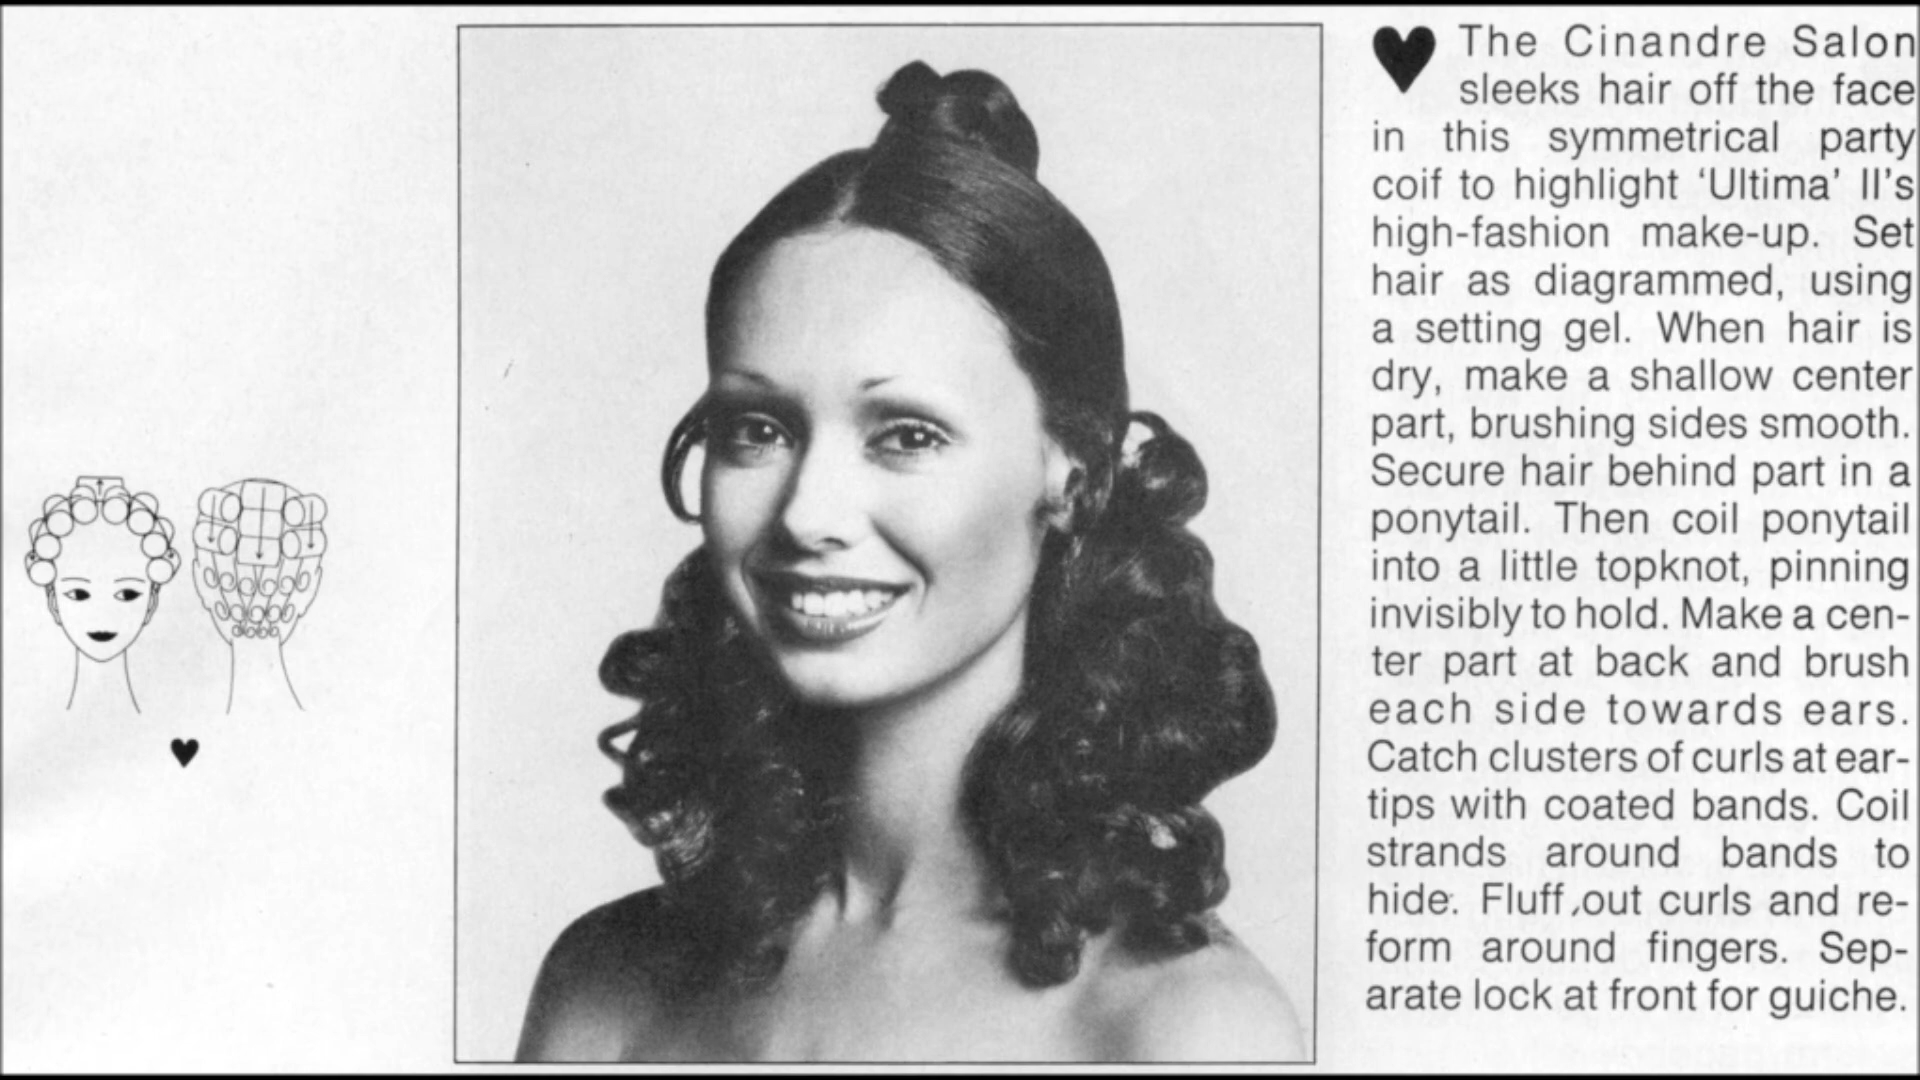 The Cinandre Salon
sleeks hair off the face
in this symmetrical party
coif to highlight ‘Ultima’ II’s
high-fashion make-up. Set
hair as diagrammed, using
a setting gel. When hair is
dry, make a shallow center
part, brushing sides smooth.
Secure hair behind part in a
ponytail. Then coil ponytail
into a little topknot, pinning
invisibly to hold. Make a cen-
ter part at back and brush
each side towards ears.
Catch clusters of curls at ear-
tips with coated bands. Coil
strands around bands to
hide. Fluff out curls and re-
form around fingers. Sep-
arate lock at front for guiche.